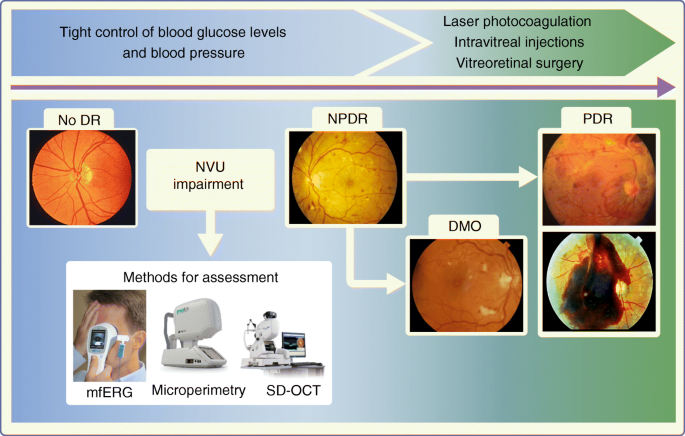 Tight control of blood glucose levels
and blood pressure
Laser photocoagulation
Intravitreal injections
Vitreoretinal surgery
No DR
NVU
impairment
NPDR
PDR
DMO
Methods for assessment
mfERG
Microperimetry
SD-OCT